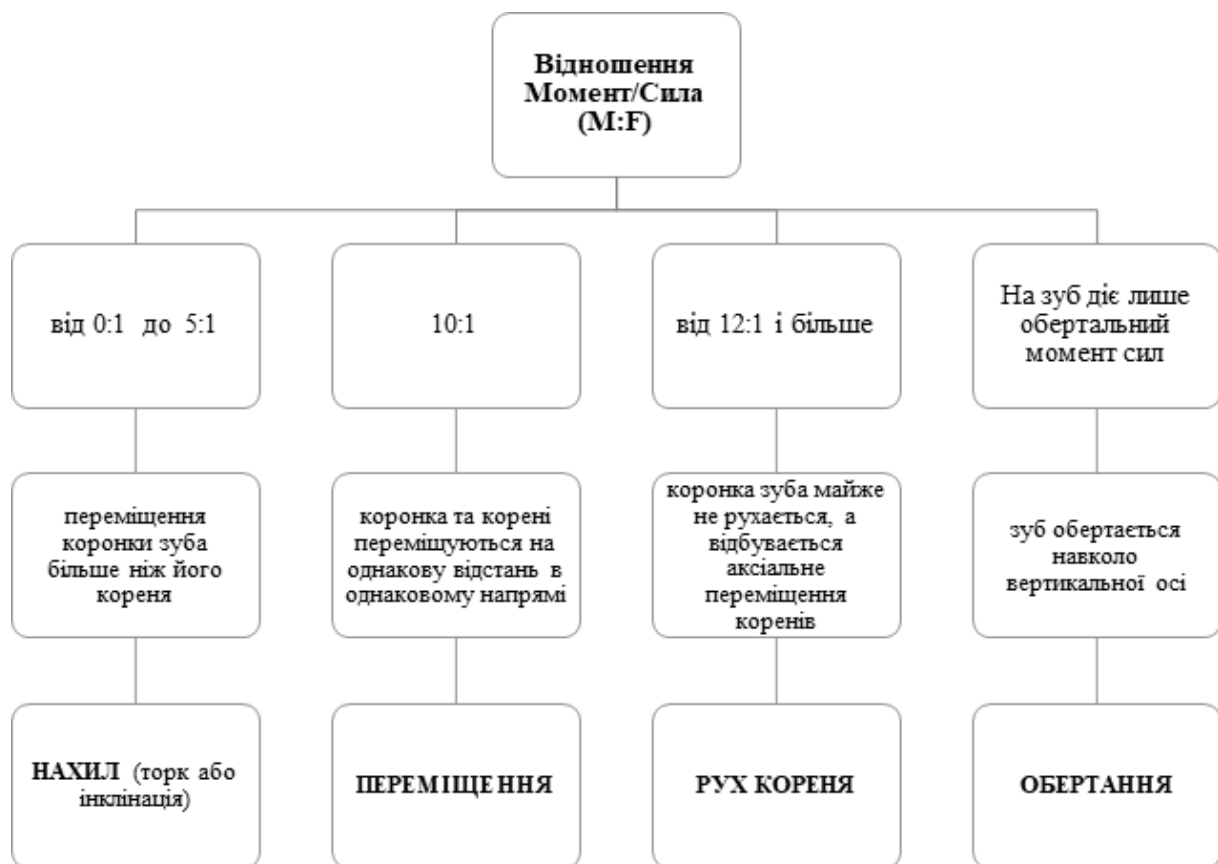 Відношення
Момент/Сила
(M:F)
від 0:1 до 5:1
10:1
від 12:1 і більше
На зуб діє лише
обертальний
момент сил
переміщення
коронки зуба
більше ніж його
кореня
коронка та корені
переміщуються на
однакову відстань в
однаковому напрямі
коронка зуба майже
не рухається, а
відбувається
аксіальне
переміщення
коренів
зуб обертається
навколо
вертикальної осі
НАХИЛ (торк або
інклінація)
ПЕРЕМІЩЕННЯ
РУХ КОРЕНЯ
ОБЕРТАННЯ